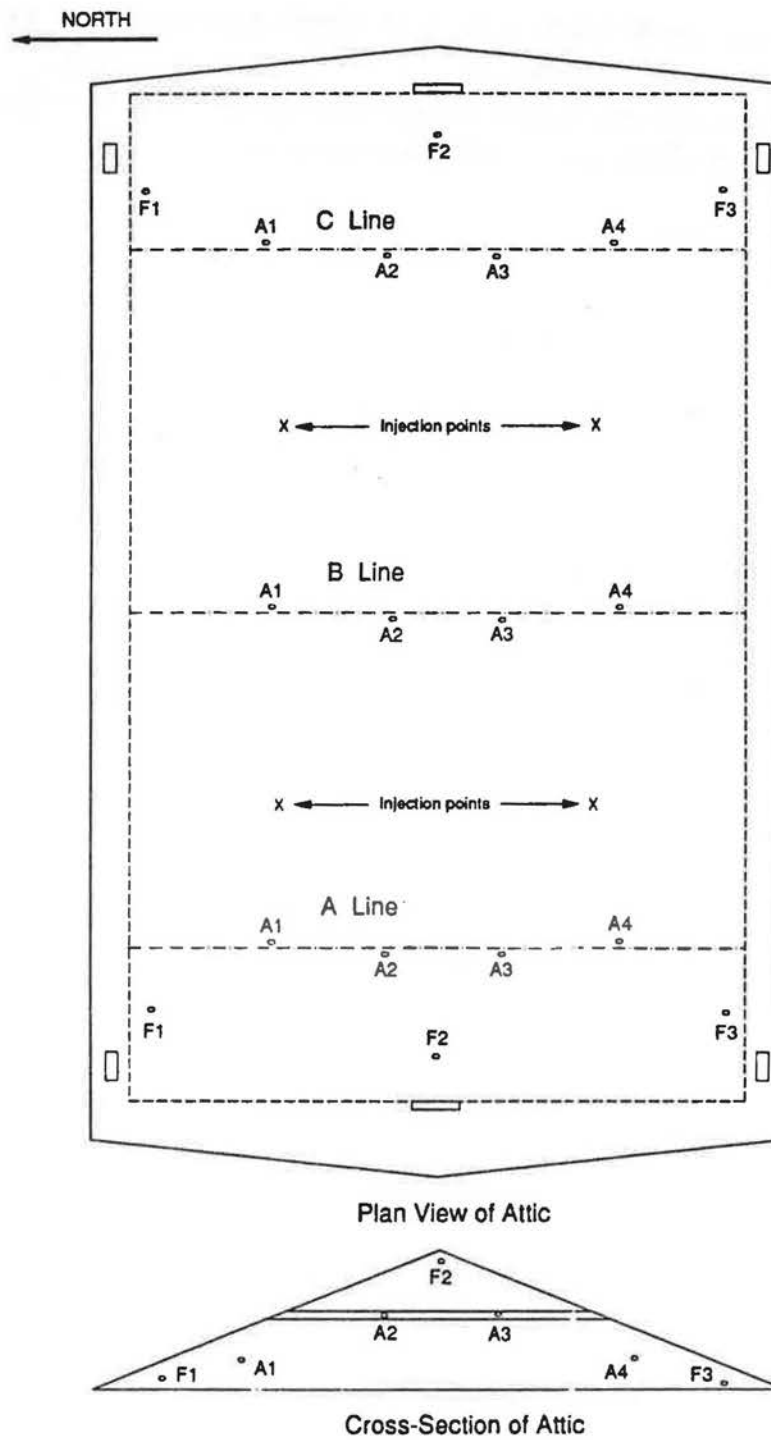 NORTH
F2
F1
F3
A1
C Line
A4
A2
A3
X
Injection points
X
B Line
A1
A4
A2
A3
X
Injection points
X
A Line
A1
A4
A2
A3
F1
F2
F3
Plan View of Attic
F2
A2
A3
F1
A1
A4
F3
Cross-Section of Attic